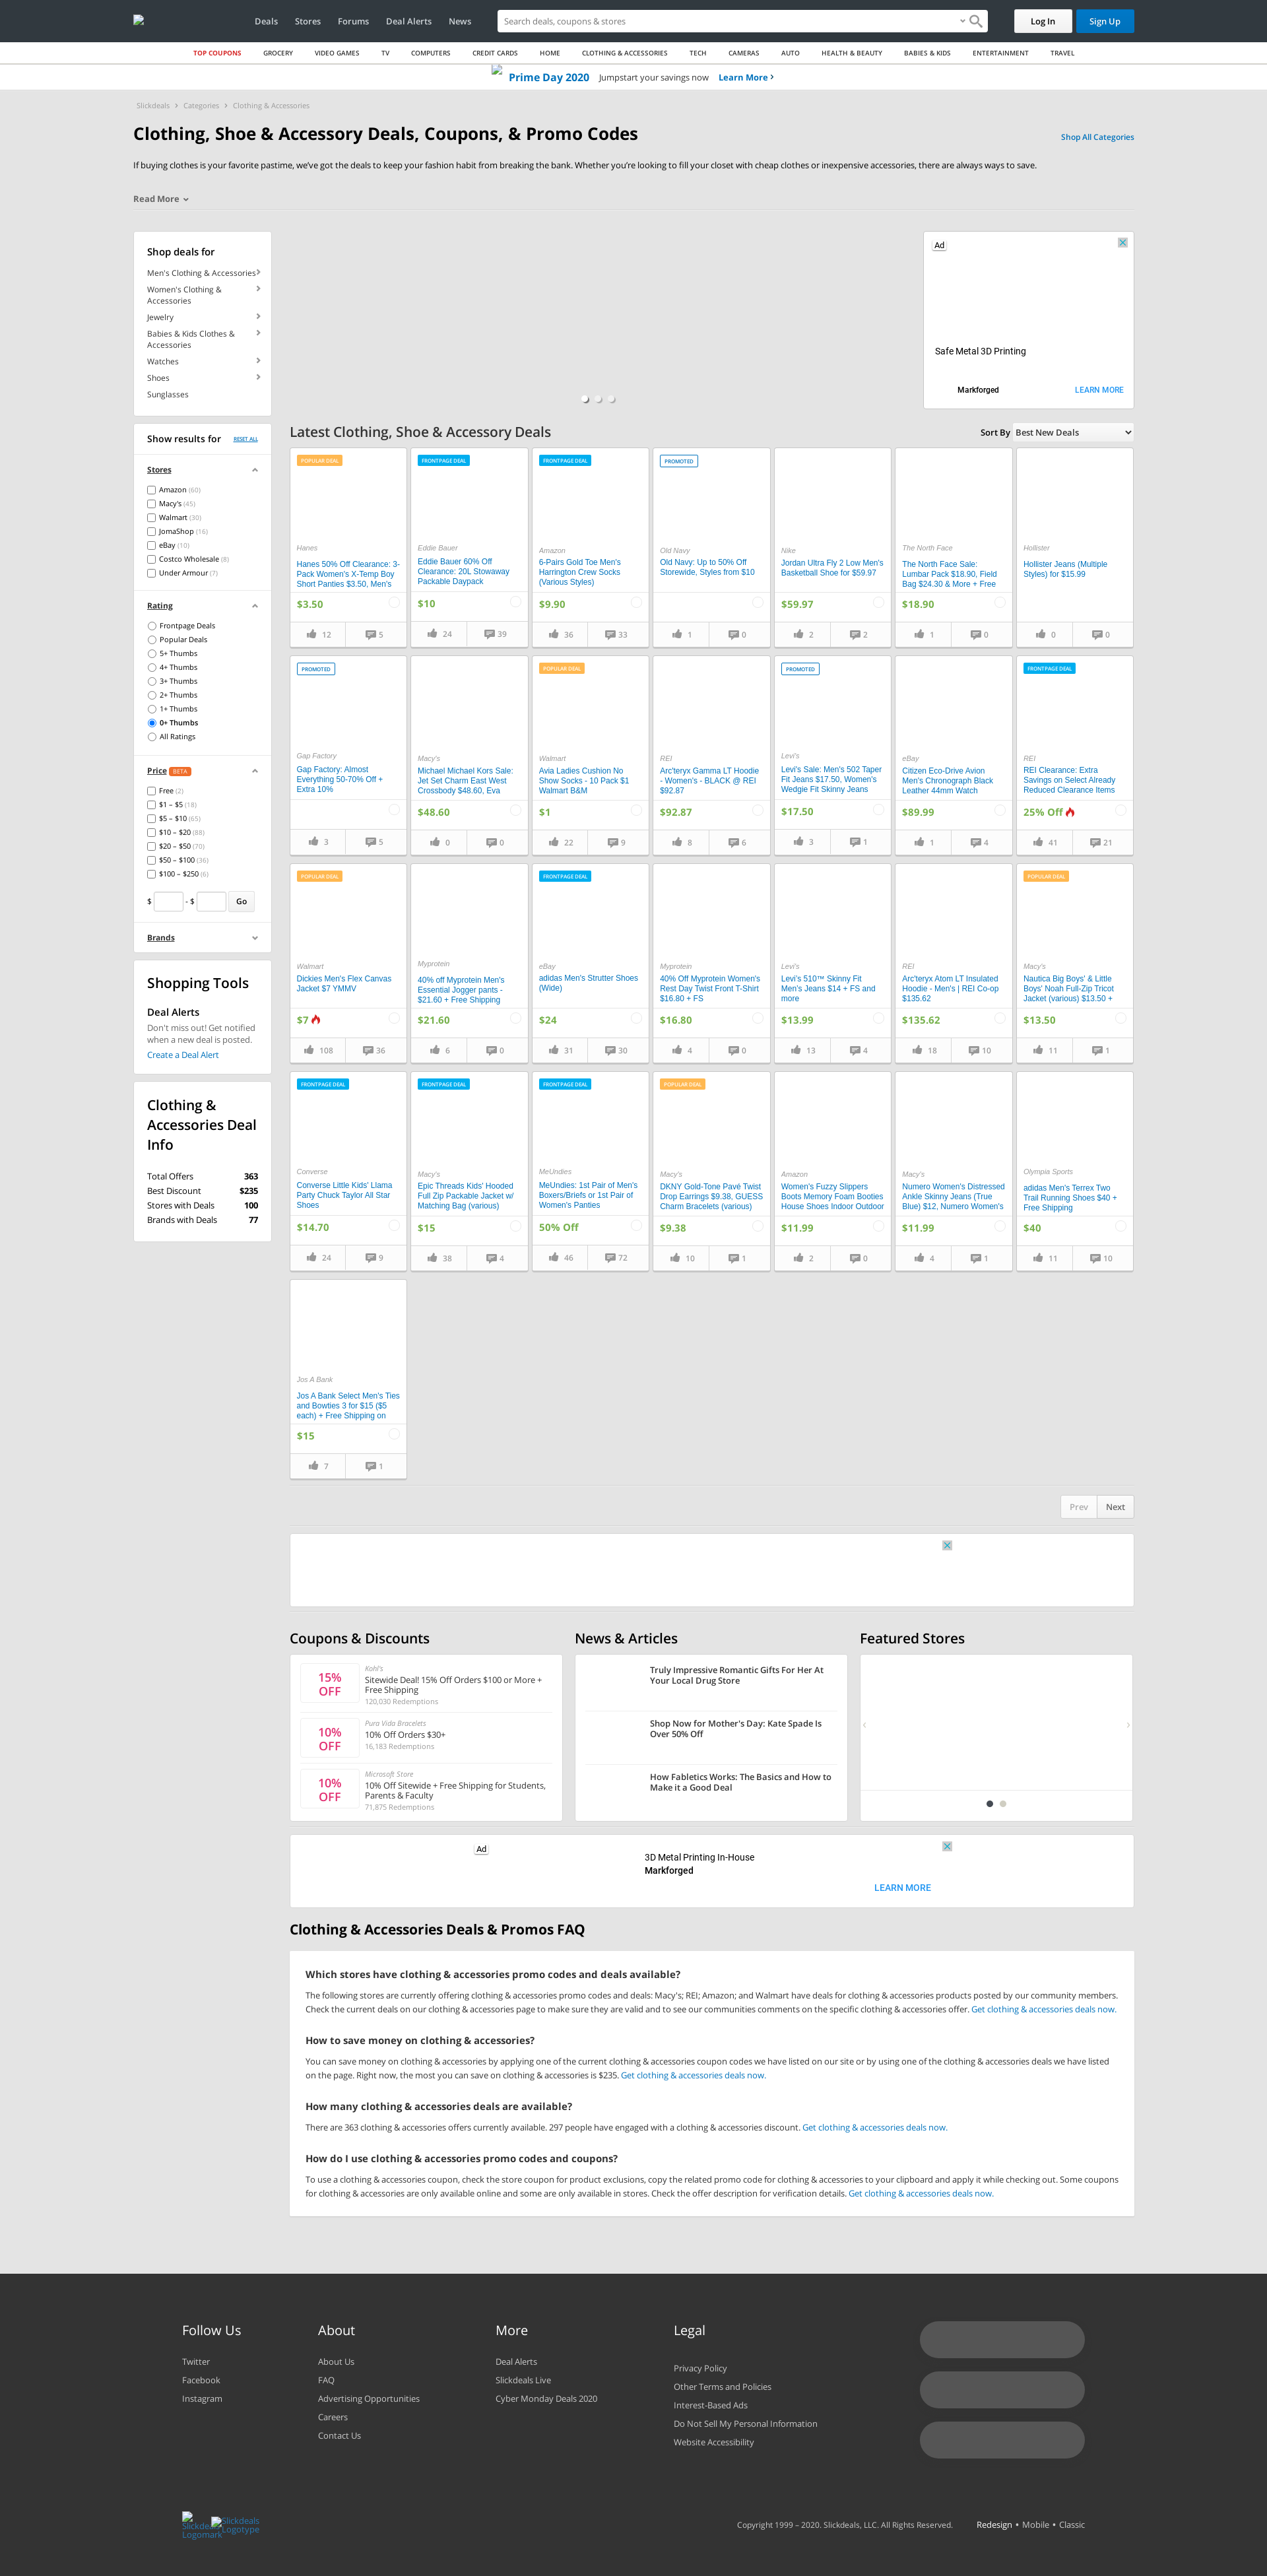 Deals Stores Forums Deal Alerts News
Search deals, coupons & stores
Log In
Sign Up
TOP COUPONS GROCERY VIDEO GAMES TV COMPUTERS CREDIT CARDS HOME CLOTHING & ACCESSORIES TECH CAMERAS AUTO HEALTH & BEAUTY BABIES & KIDS ENTERTAINMENT TRAVEL
Prime Day 2020 Jumpstart your savings now Learn More
Slickdeals > Categories > Clothing & Accessories
Clothing, Shoe & Accessory Deals, Coupons, & Promo Codes
Shop All Categories
If buying clothes is your favorite pastime, we've got the deals to keep your fashion habit from breaking the bank. Whether you're looking to fill your closet with cheap clothes or inexpensive accessories, there are always ways to save.
Read More
Shop deals for
Men's Clothing & Accessories
Women's Clothing &
Accessories
Jewelry
Babies & Kids Clothes &
Accessories
Watches
Shoes
Sunglasses
Ad
Safe Metal 3D Printing
Markforged
LEARN MORE
Show results for
RESET ALL
Stores
Amazon (60)
Macy's (45)
Walmart (30)
JomaShop (16)
eBay (10)
Costco Wholesale (8)
Under Armour (7)
Rating
Frontpage Deals
Popular Deals
5+ Thumbs
4+ Thumbs
3+ Thumbs
2+ Thumbs
1+ Thumbs
0+ Thumbs
All Ratings
Price BETA
Free (2)
$1 – $5 (18)
$5 – $10 (65)
$10 – $20 (88)
$20 – $50 (70)
$50 – $100 (36)
$100 – $250 (6)
$ - $ Go
Brands
Shopping Tools
Deal Alerts
Don't miss out! Get notified
when a new deal is posted.
Create a Deal Alert
Clothing &
Accessories Deal
Info
Total Offers 363
Best Discount $235
Stores with Deals 100
Brands with Deals 77
Latest Clothing, Shoe & Accessory Deals
Sort By Best New Deals
POPULAR DEAL
Hanes
Hanes 50% Off Clearance: 3-
Pack Women's X-Temp Boy
Short Panties $3.50, Men's
$3.50
12 5
FRONTPAGE DEAL
Eddie Bauer
Eddie Bauer 60% Off
Clearance: 20L Stowaway
Packable Daypack
$10
24 39
FRONTPAGE DEAL
Amazon
6-Pairs Gold Toe Men's
Harrington Crew Socks
(Various Styles)
$9.90
36 33
PROMOTED
Old Navy
Old Navy: Up to 50% Off
Storewide, Styles from $10
1 0
Nike
Jordan Ultra Fly 2 Low Men's
Basketball Shoe for $59.97
$59.97
2 2
The North Face
The North Face Sale:
Lumbar Pack $18.90, Field
Bag $24.30 & More + Free
$18.90
1 0
Hollister
Hollister Jeans (Multiple
Styles) for $15.99
0 0
PROMOTED
Gap Factory
Gap Factory: Almost
Everything 50-70% Off +
Extra 10%
3 5
Macy's
Michael Michael Kors Sale:
Jet Set Charm East West
Crossbody $48.60, Eva
$48.60
0 0
POPULAR DEAL
Walmart
Avia Ladies Cushion No
Show Socks - 10 Pack $1
Walmart B&M
$1
22 9
REI
Arc'teryx Gamma LT Hoodie
- Women's - BLACK @ REI
$92.87
$92.87
8 6
PROMOTED
Levi's
Levi's Sale: Men's 502 Taper
Fit Jeans $17.50, Women's
Wedgie Fit Skinny Jeans
$17.50
3 1
eBay
Citizen Eco-Drive Avion
Men's Chronograph Black
Leather 44mm Watch
$89.99
1 4
FRONTPAGE DEAL
REI
REI Clearance: Extra
Savings on Select Already
Reduced Clearance Items
25% Off
41 21
POPULAR DEAL
Walmart
Dickies Men's Flex Canvas
Jacket $7 YMMV
$7
108 36
Myprotein
40% off Myprotein Men's
Essential Jogger pants -
$21.60 + Free Shipping
$21.60
6 0
FRONTPAGE DEAL
eBay
adidas Men's Strutter Shoes
(Wide)
$24
31 30
Myprotein
40% Off Myprotein Women's
Rest Day Twist Front T-Shirt
$16.80 + FS
$16.80
4 0
Levi's
Levi's 510™ Skinny Fit
Men's Jeans $14 + FS and
more
$13.99
13 4
REI
Arc'teryx Atom LT Insulated
Hoodie - Men's | REI Co-op
$135.62
$135.62
18 10
POPULAR DEAL
Macy's
Nautica Big Boys' & Little
Boys' Noah Full-Zip Tricot
Jacket (various) $13.50 +
$13.50
11 1
FRONTPAGE DEAL
Converse
Converse Little Kids' Llama
Party Chuck Taylor All Star
Shoes
$14.70
24 9
FRONTPAGE DEAL
Macy's
Epic Threads Kids' Hooded
Full Zip Packable Jacket w/
Matching Bag (various)
$15
38 4
FRONTPAGE DEAL
MeUndies
MeUndies: 1st Pair of Men's
Boxers/Briefs or 1st Pair of
Women's Panties
50% Off
46 72
POPULAR DEAL
Macy's
DKNY Gold-Tone Pavé Twist
Drop Earrings $9.38, GUESS
Charm Bracelets (various)
$9.38
10 1
Amazon
Women's Fuzzy Slippers
Boots Memory Foam Booties
House Shoes Indoor Outdoor
$11.99
2 0
Macy's
Numero Women's Distressed
Ankle Skinny Jeans (True
Blue) $12, Numero Women's
$11.99
4 1
Olympia Sports
adidas Men's Terrex Two
Trail Running Shoes $40 +
Free Shipping
$40
11 10
Jos A Bank
Jos A Bank Select Men's Ties
and Bowties 3 for $15 ($5
each) + Free Shipping on
$15
7 1
Prev Next
Coupons & Discounts
15%
OFF
Kohl's
Sitewide Deal! 15% Off Orders $100 or More +
Free Shipping
120,030 Redemptions
10%
OFF
Pura Vida Bracelets
10% Off Orders $30+
16,183 Redemptions
10%
OFF
Microsoft Store
10% Off Sitewide + Free Shipping for Students,
Parents & Faculty
71,875 Redemptions
News & Articles
Truly Impressive Romantic Gifts For Her At
Your Local Drug Store
Shop Now for Mother's Day: Kate Spade Is
Over 50% Off
How Fabletics Works: The Basics and How to
Make it a Good Deal
Featured Stores
Ad
3D Metal Printing In-House
Markforged
LEARN MORE
Clothing & Accessories Deals & Promos FAQ
Which stores have clothing & accessories promo codes and deals available?
The following stores are currently offering clothing & accessories promo codes and deals: Macy's; REI; Amazon; and Walmart have deals for clothing & accessories products posted by our community members.
Check the current deals on our clothing & accessories page to make sure they are valid and to see our communities comments on the specific clothing & accessories offer. Get clothing & accessories deals now.
How to save money on clothing & accessories?
You can save money on clothing & accessories by applying one of the current clothing & accessories coupon codes we have listed on our site or by using one of the clothing & accessories deals we have listed
on the page. Right now, the most you can save on clothing & accessories is $235. Get clothing & accessories deals now.
How many clothing & accessories deals are available?
There are 363 clothing & accessories offers currently available. 297 people have engaged with a clothing & accessories discount. Get clothing & accessories deals now.
How do I use clothing & accessories promo codes and coupons?
To use a clothing & accessories coupon, check the store coupon for product exclusions, copy the related promo code for clothing & accessories to your clipboard and apply it while checking out. Some coupons
for clothing & accessories are only available online and some are only available in stores. Check the offer description for verification details. Get clothing & accessories deals now.
Follow Us
Twitter
Facebook
Instagram
About
About Us
FAQ
Advertising Opportunities
Careers
Contact Us
More
Deal Alerts
Slickdeals Live
Cyber Monday Deals 2020
Legal
Privacy Policy
Other Terms and Policies
Interest-Based Ads
Do Not Sell My Personal Information
Website Accessibility
Slickdeals
Logomark
Slickdeals
Logotype
Copyright 1999 – 2020. Slickdeals, LLC. All Rights Reserved.
Redesign • Mobile • Classic